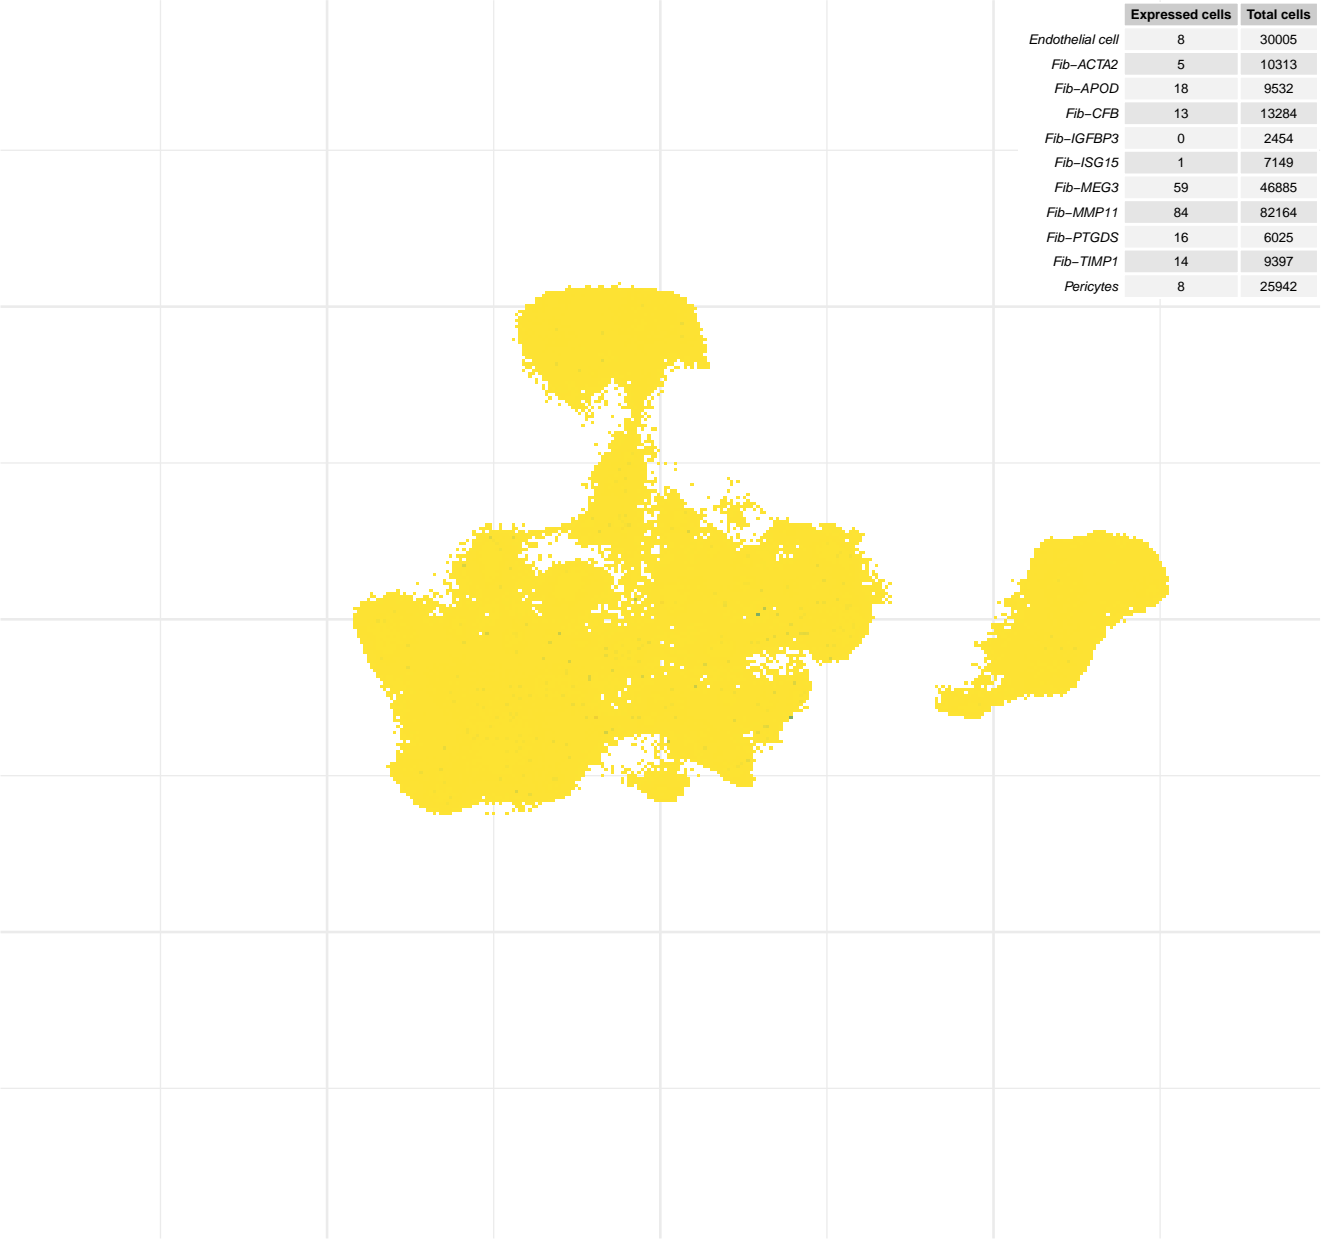 Expressed cells Total cells
Endothelial cell 8 30005
Fib−ACTA2 5 10313
Fib−APOD 18 9532
Fib−CFB 13 13284
Fib−IGFBP3 0 2454
Fib−ISG15 1 7149
Fib−MEG3 59 46885
Fib−MMP11 84 82164
Fib−PTGDS 16 6025
Fib−TIMP1 14 9397
Pericytes 8 25942